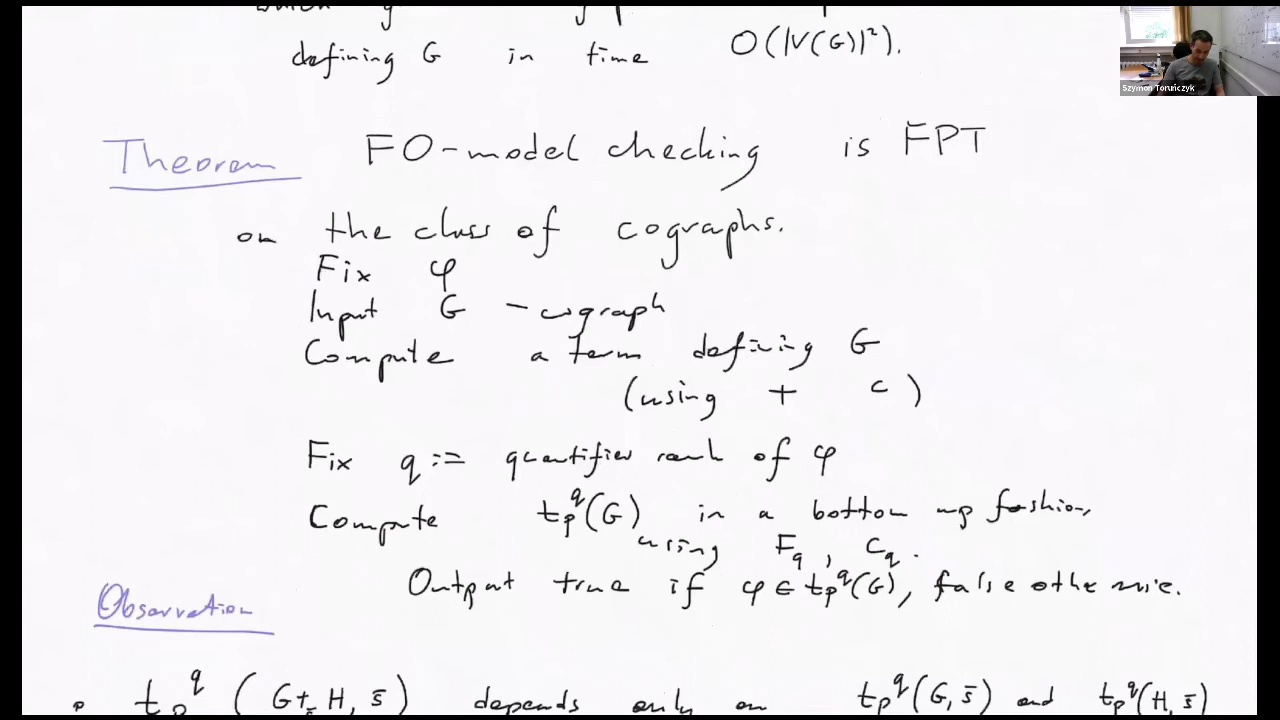 defining G in time O(|V(G)|²).
Szymon Toruńczyk
Theorem FO-model checking is FPT
on the class of cographs.
Fix φ
Input G - cograph
Compute a term defining G
(using + c)
Fix q := quantifier rank of φ
Compute tp^q(G) in a bottom up fashion,
using F_q, C_q.
Output true if φ ∈ tp^q(G), false otherwise.
Observation
• tp^q (G +_s̄ H, s̄) depends only on tp^q(G, s̄) and tp^q(H, s̄)